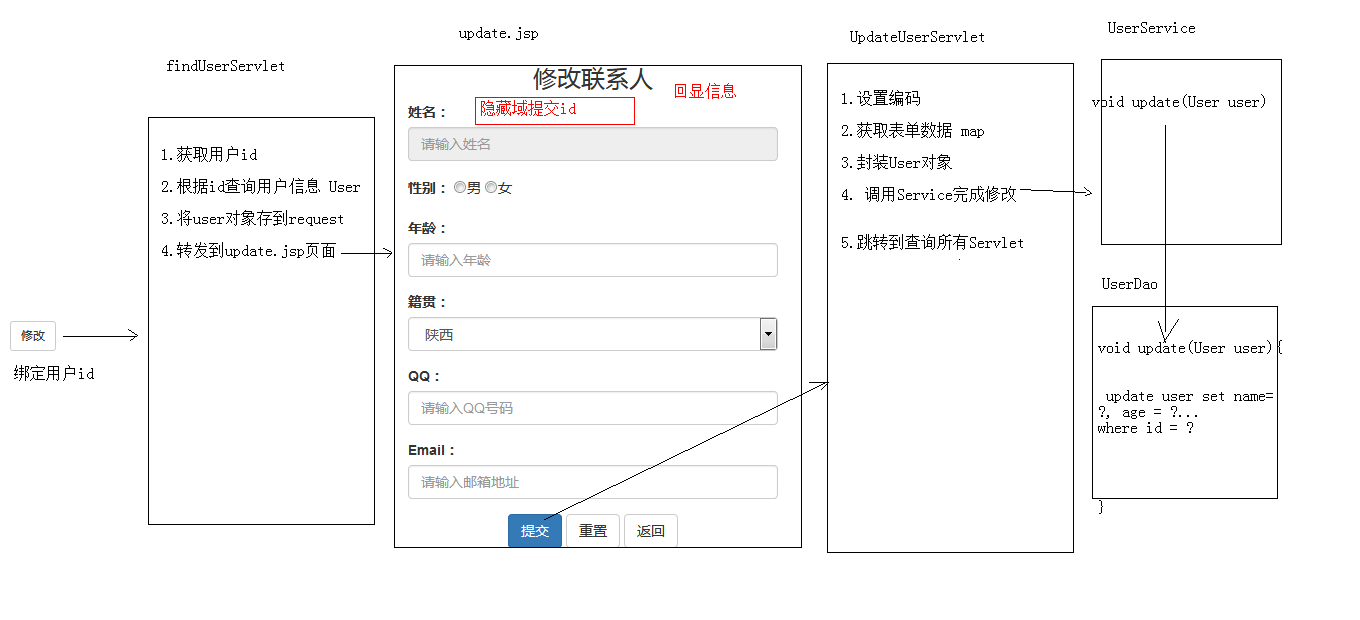 修改
绑定用户id
findUserServlet
1.获取用户id
2.根据id查询用户信息 User
3.将user对象存到request
4.转发到update.jsp页面
update.jsp
修改联系人
回显信息
姓名：
隐藏域提交id
请输入姓名
性别：
男
女
年龄：
请输入年龄
籍贯：
陕西
QQ：
请输入QQ号码
Email：
请输入邮箱地址
提交
重置
返回
UpdateUserServlet
1.设置编码
2.获取表单数据 map
3.封装User对象
4. 调用Service完成修改
5.跳转到查询所有Servlet
UserService
void update(User user)
UserDao
void update(User user){
update user set name=
?, age = ?...
where id = ?
}